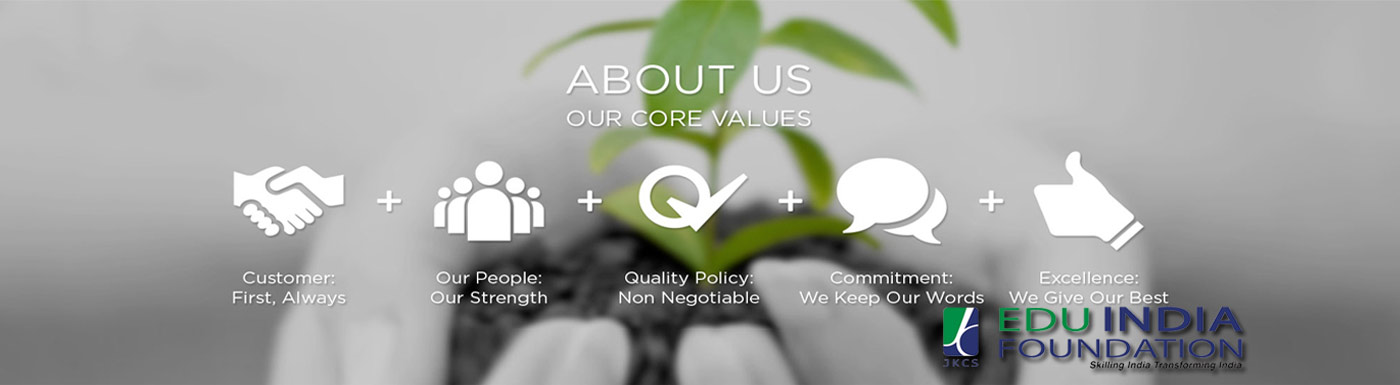 ABOUT US
OUR CORE VALUES
Customer:
First, Always
Our People:
Our Strength
Quality Policy:
Non Negotiable
Commitment:
We Keep Our Words
Excellence:
We Give Our Best
JKCS
EDU INDIA
FOUNDATION
Skilling India Transforming India